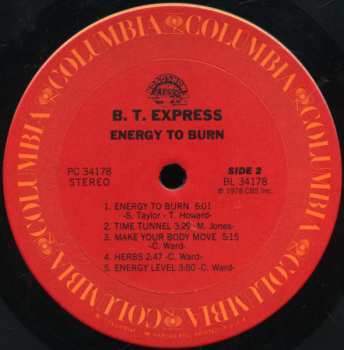 COLUMBIA COLUMBIA COLUMBIA COLUMBIA COLUMBIA COLUMBIA
B. T. EXPRESS
ENERGY TO BURN
PC 34178
STEREO
SIDE 2
BL 34178
℗ 1976 CBS Inc.
1. ENERGY TO BURN 6:01
-S. Taylor - T. Howard-
2. TIME TUNNEL 3:29 -M. Jones-
3. MAKE YOUR BODY MOVE 5:15
-C. Ward-
4. HERBS 2:47 -C. Ward-
5. ENERGY LEVEL 3:50 -C. Ward-